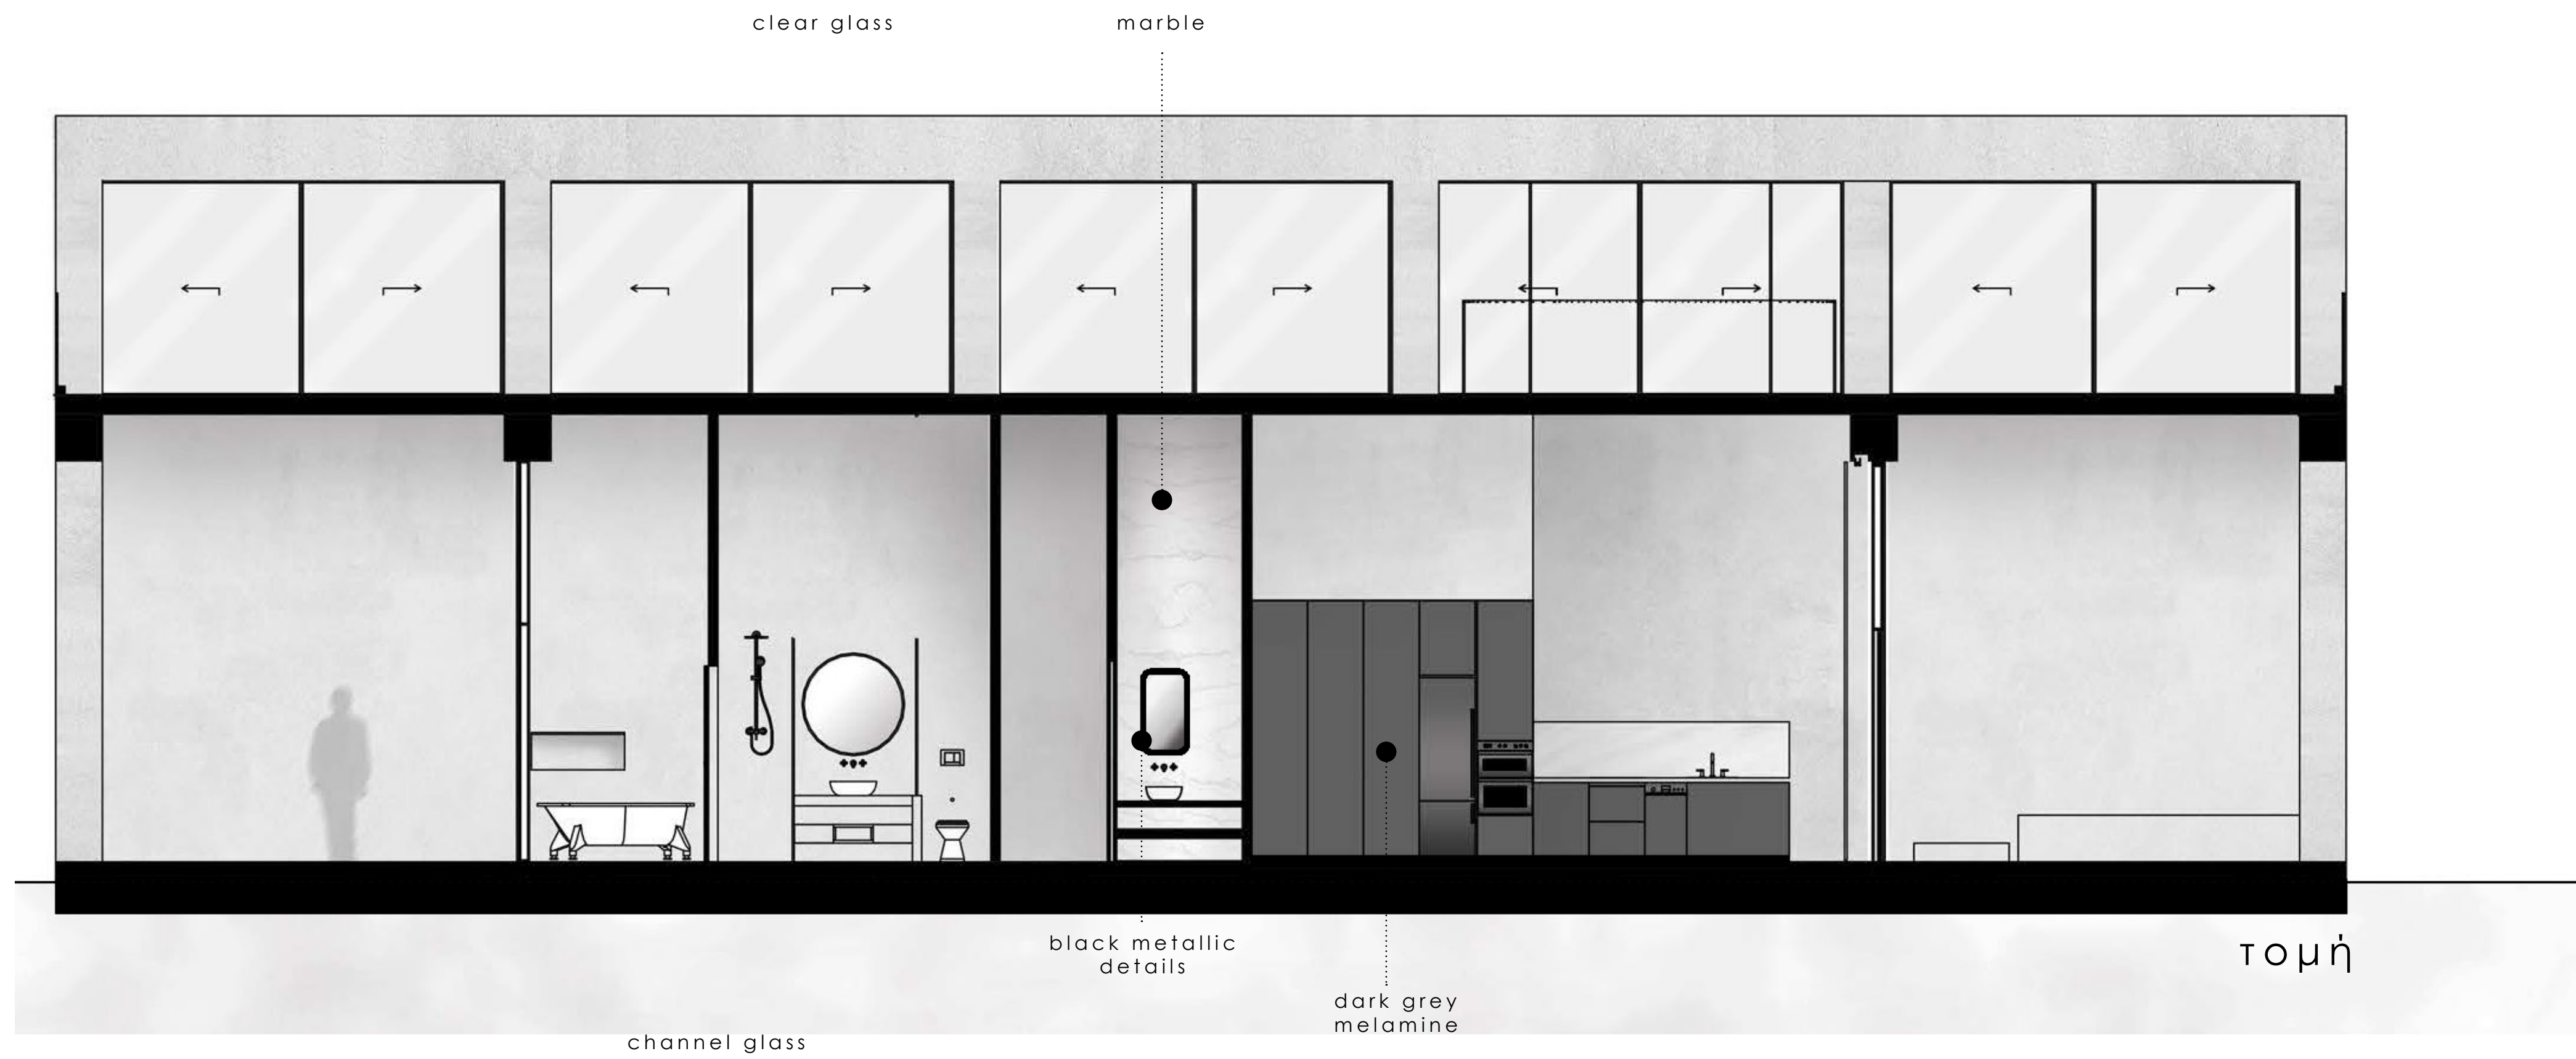 clear glass
marble
black metallic
details
dark grey
melamine
τομή
channel glass